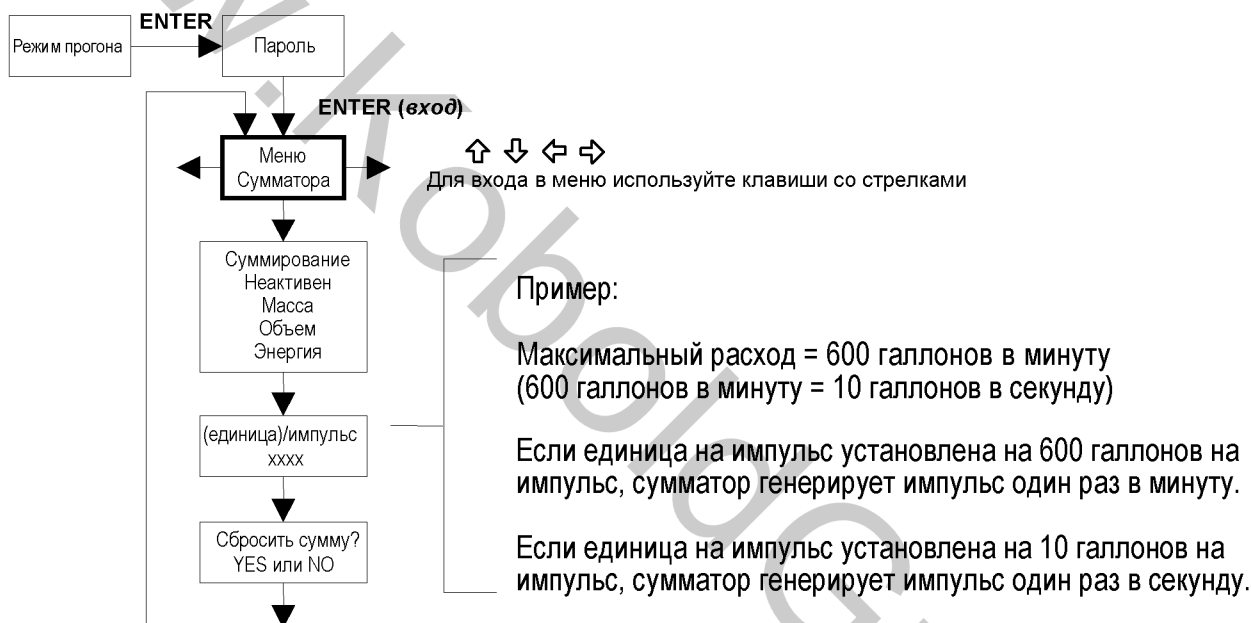 ENTER
Режим прогона
Пароль
ENTER (вход)
Меню
Сумматора
Для входа в меню используйте клавиши со стрелками
Суммирование
Неактивен
Масса
Объем
Энергия
(единица)/импульс
xxxx
Сбросить сумму?
YES или NO
Пример:
Максимальный расход = 600 галлонов в минуту
(600 галлонов в минуту = 10 галлонов в секунду)
Если единица на импульс установлена на 600 галлонов на
импульс, сумматор генерирует импульс один раз в минуту.
Если единица на импульс установлена на 10 галлонов на
импульс, сумматор генерирует импульс один раз в секунду.